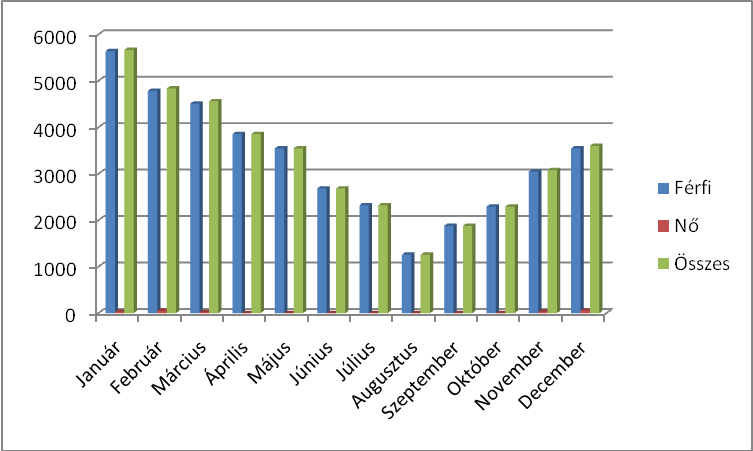 6000
5000
4000
3000
2000
1000
0
Január
Február
Március
Április
Május
Június
Július
Augusztus
Szeptember
Október
November
December
Férfi
Nő
Összes